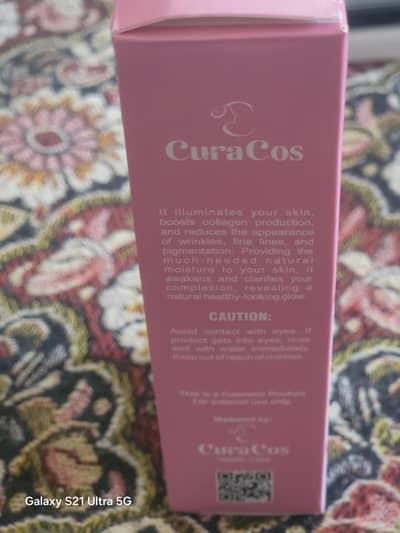 CuraCos
It illuminates your skin,
boosts collagen production,
and reduces the appearance
of wrinkles, fine lines, and
pigmentation. Providing the
much-needed natural
moisture to your skin, it
awakens and clarifies your
complexion, revealing a
natural healthy-looking glow.
CAUTION:
Avoid contact with eyes. If
product gets into eyes, rinse
well with water immediately.
Keep out of reach of children.
This is a Cosmetic Product
For external use only.
Marketed by:
CuraCos
Galaxy S21 Ultra 5G